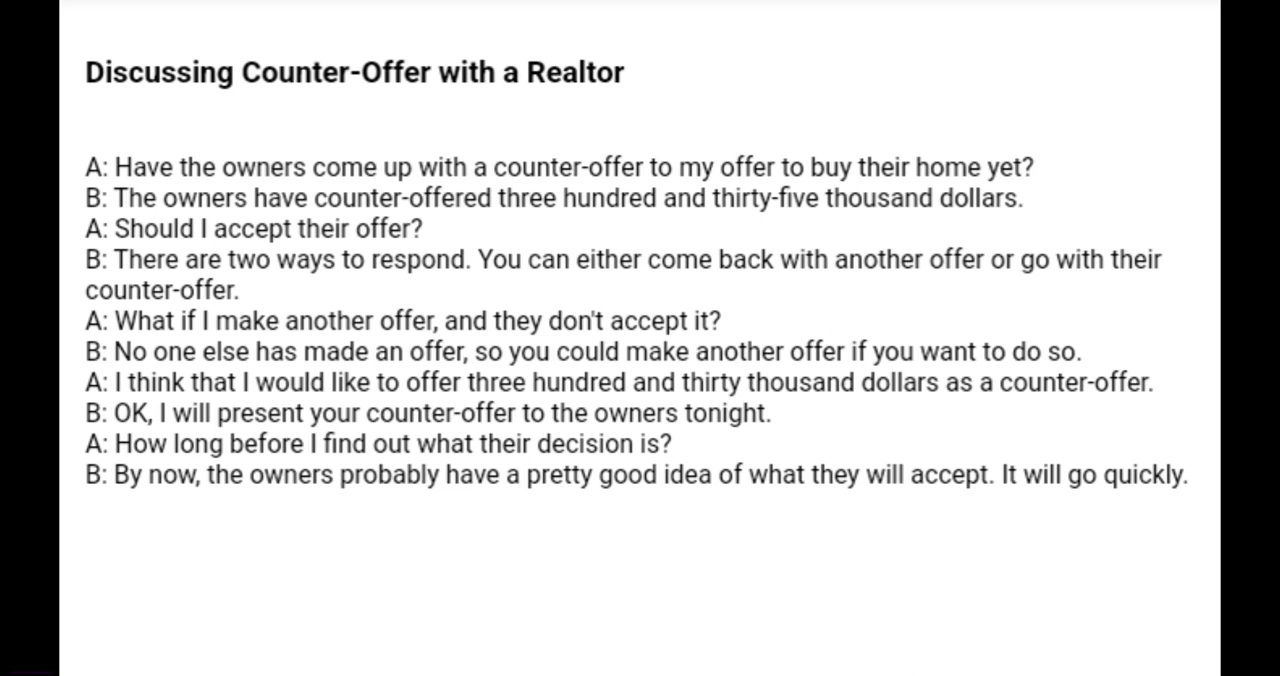 Discussing Counter-Offer with a Realtor
A: Have the owners come up with a counter-offer to my offer to buy their home yet?
B: The owners have counter-offered three hundred and thirty-five thousand dollars.
A: Should I accept their offer?
B: There are two ways to respond. You can either come back with another offer or go with their
counter-offer.
A: What if I make another offer, and they don't accept it?
B: No one else has made an offer, so you could make another offer if you want to do so.
A: I think that I would like to offer three hundred and thirty thousand dollars as a counter-offer.
B: OK, I will present your counter-offer to the owners tonight.
A: How long before I find out what their decision is?
B: By now, the owners probably have a pretty good idea of what they will accept. It will go quickly.